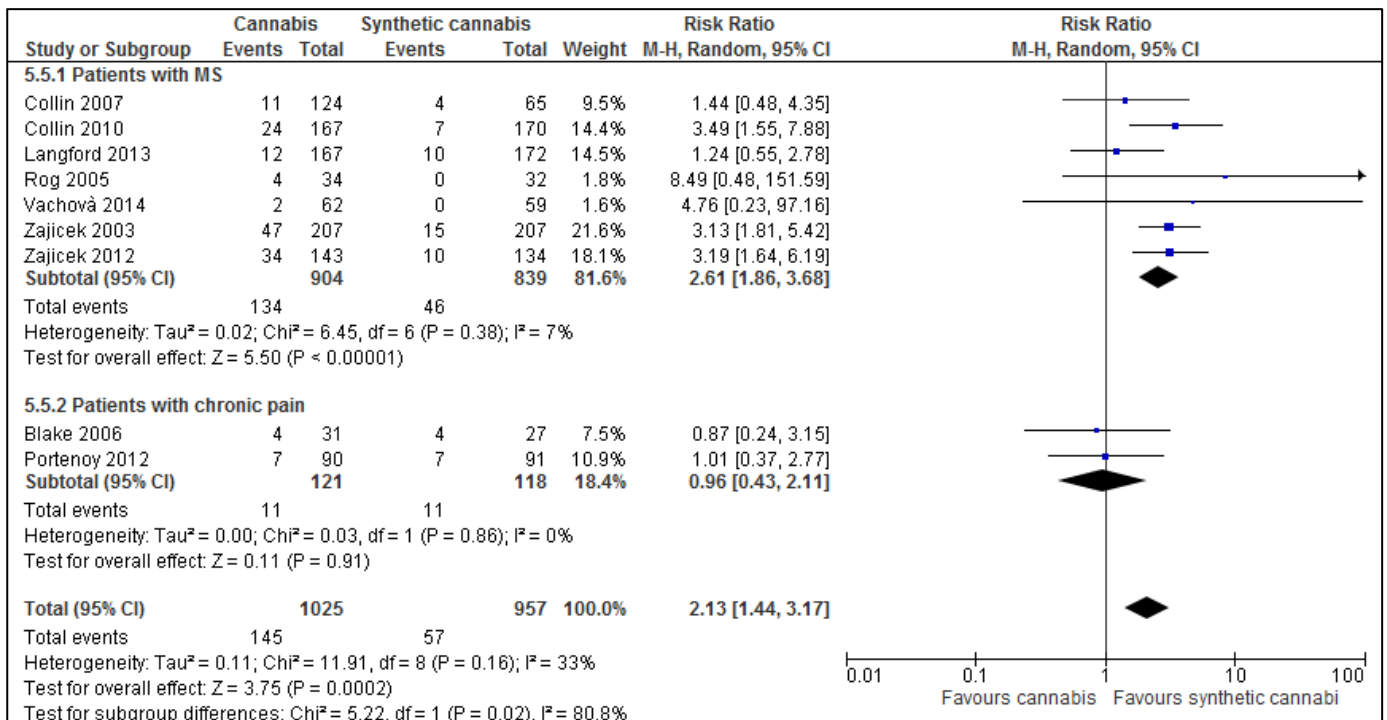 Cannabis Synthetic cannabis Risk Ratio Risk Ratio
Study or Subgroup Events Total Events Total Weight M-H, Random, 95% CI M-H, Random, 95% CI
5.5.1 Patients with MS
Collin 2007 11 124 4 65 9.5% 1.44 [0.48, 4.35]
Collin 2010 24 167 7 170 14.4% 3.49 [1.55, 7.88]
Langford 2013 12 167 10 172 14.5% 1.24 [0.55, 2.78]
Rog 2005 4 34 0 32 1.8% 8.49 [0.48, 151.59]
Vachovà 2014 2 62 0 59 1.6% 4.76 [0.23, 97.16]
Zajicek 2003 47 207 15 207 21.6% 3.13 [1.81, 5.42]
Zajicek 2012 34 143 10 134 18.1% 3.19 [1.64, 6.19]
Subtotal (95% CI) 904 839 81.6% 2.61 [1.86, 3.68]
Total events 134 46
Heterogeneity: Tau² = 0.02; Chi² = 6.45, df = 6 (P = 0.38); I² = 7%
Test for overall effect: Z = 5.50 (P < 0.00001)
5.5.2 Patients with chronic pain
Blake 2006 4 31 4 27 7.5% 0.87 [0.24, 3.15]
Portenoy 2012 7 90 7 91 10.9% 1.01 [0.37, 2.77]
Subtotal (95% CI) 121 118 18.4% 0.96 [0.43, 2.11]
Total events 11 11
Heterogeneity: Tau² = 0.00; Chi² = 0.03, df = 1 (P = 0.86); I² = 0%
Test for overall effect: Z = 0.11 (P = 0.91)
Total (95% CI) 1025 957 100.0% 2.13 [1.44, 3.17]
Total events 145 57
Heterogeneity: Tau² = 0.11; Chi² = 11.91, df = 8 (P = 0.16); I² = 33%
Test for overall effect: Z = 3.75 (P = 0.0002)
Test for subgroup differences: Chi² = 5.22, df = 1 (P = 0.02), I² = 80.8%
0.01 0.1 1 10 100
Favours cannabis Favours synthetic cannabi